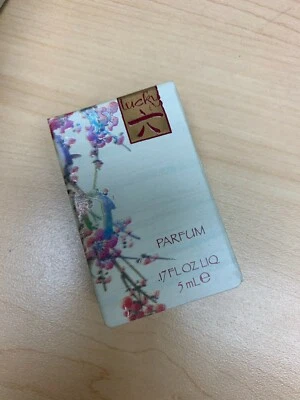 lucky
六
PARFUM
.17 FL OZ LIQ
5 mL ℮